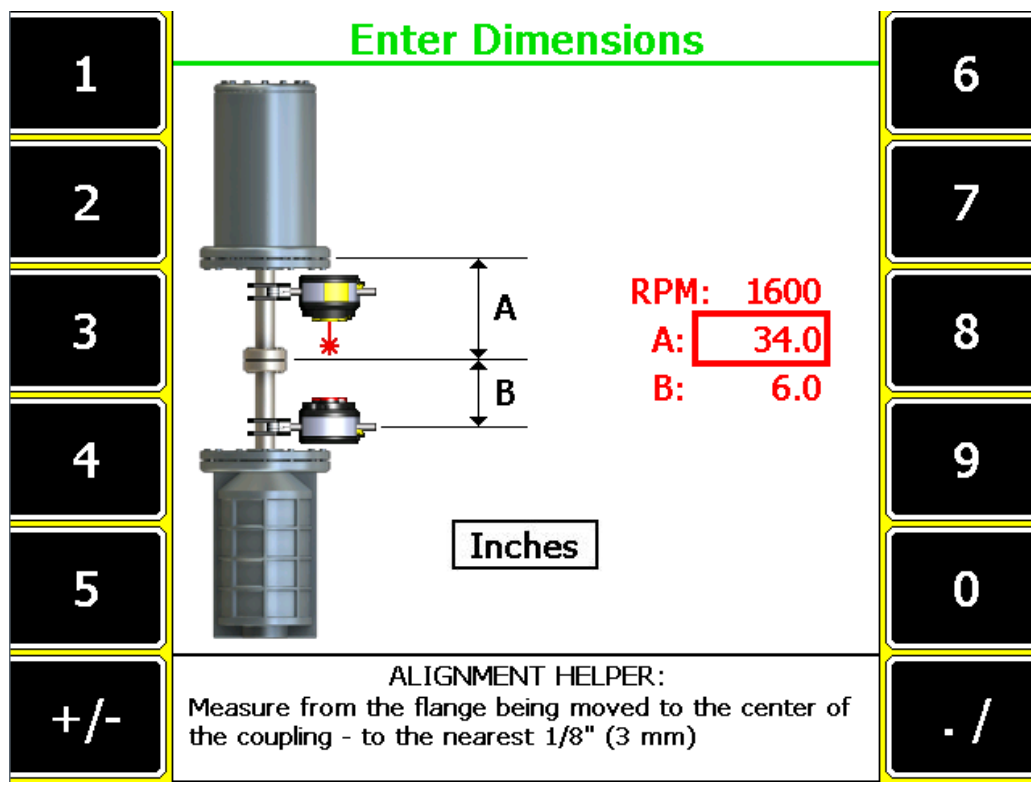 Enter Dimensions
1
2
3
4
5
+/-
6
7
8
9
0
. /
A
B
RPM: 1600
A: 34.0
B: 6.0
Inches
ALIGNMENT HELPER:
Measure from the flange being moved to the center of
the coupling - to the nearest 1/8" (3 mm)